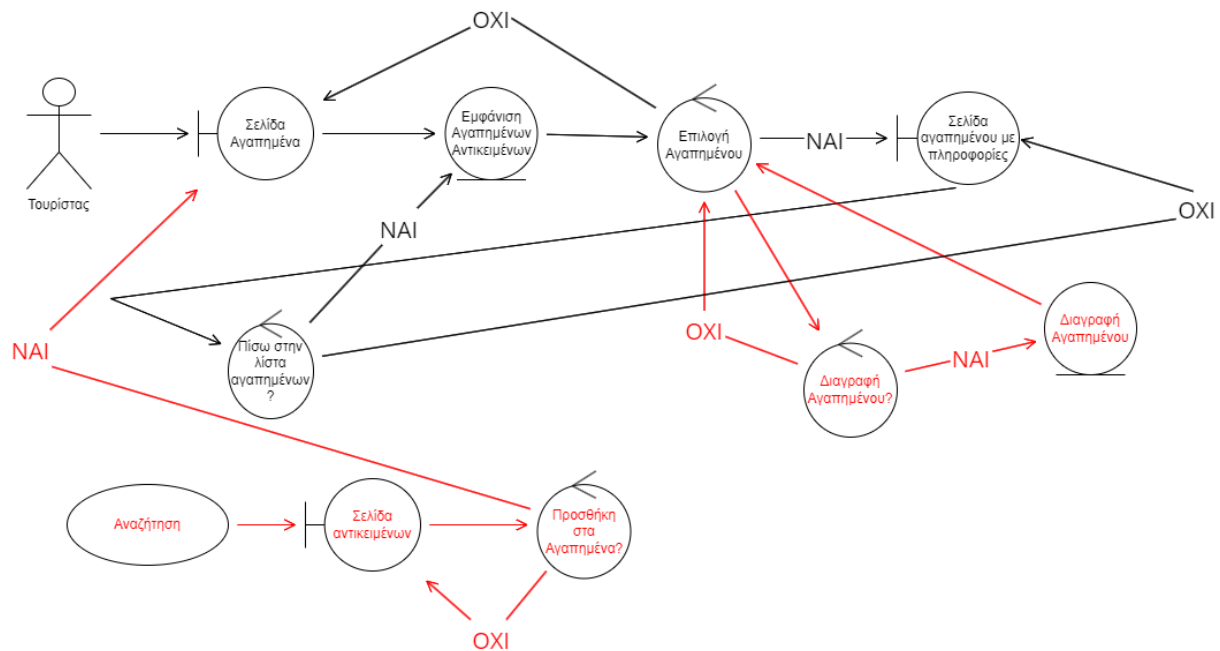 ΟΧΙ
Τουρίστας
Σελίδα
Αγαπημένα
Εμφάνιση
Αγαπημένων
Αντικειμένων
Επιλογή
Αγαπημένου
ΝΑΙ
Σελίδα
αγαπημένου με
πληροφορίες
ΟΧΙ
ΝΑΙ
Πίσω στην
λίστα
αγαπημένων
?
ΝΑΙ
ΟΧΙ
Διαγραφή
Αγαπημένου?
ΝΑΙ
Διαγραφή
Αγαπημένου
Αναζήτηση
Σελίδα
αντικειμένων
Προσθήκη
στα
Αγαπημένα?
ΟΧΙ